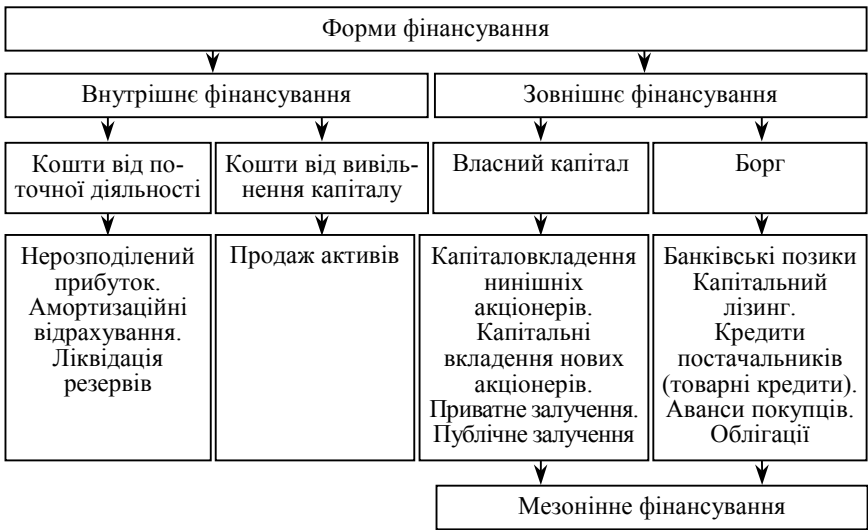 Форми фінансування
Внутрішнє фінансування
Зовнішнє фінансування
Кошти від по-
точної діяльності
Кошти від вивіль-
нення капіталу
Власний капітал
Борг
Нерозподілений
прибуток.
Амортизаційні
відрахування.
Ліквідація
резервів
Продаж активів
Капіталовкладення
нинішніх
акціонерів.
Капітальні
вкладення нових
акціонерів.
Приватне залучення.
Публічне залучення
Банківські позики
Капітальний
лізинг.
Кредити
постачальників
(товарні кредити).
Аванси покупців.
Облігації
Мезонінне фінансування